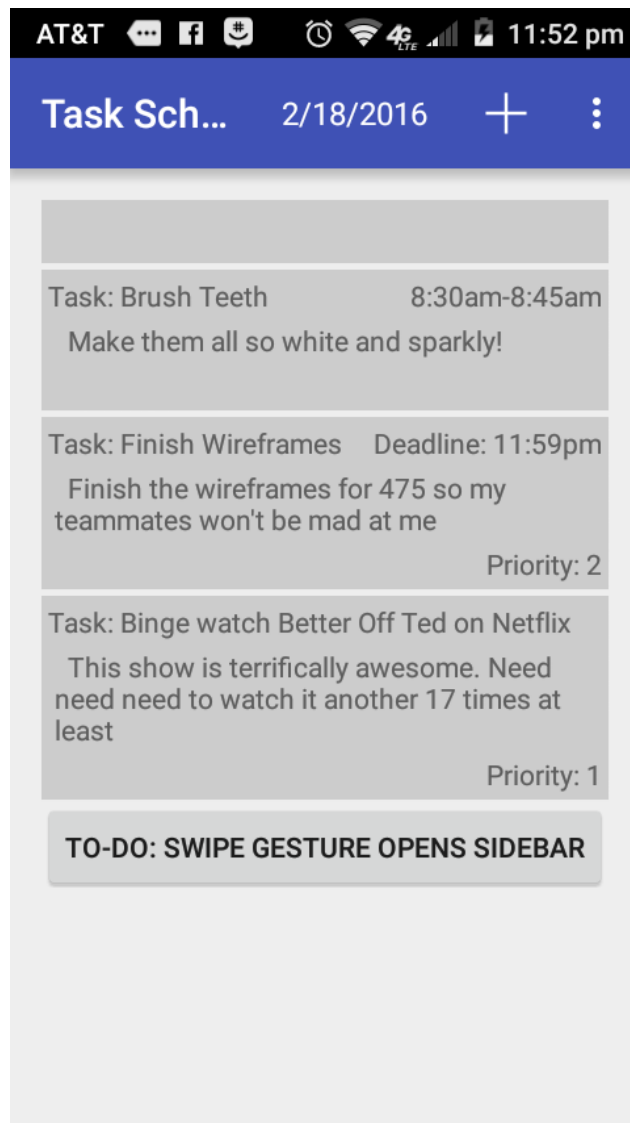 AT&T 4G LTE 11:52 pm
Task Sch... 2/18/2016
Task: Brush Teeth 8:30am-8:45am
Make them all so white and sparkly!
Task: Finish Wireframes Deadline: 11:59pm
Finish the wireframes for 475 so my
teammates won't be mad at me
Priority: 2
Task: Binge watch Better Off Ted on Netflix
This show is terrifically awesome. Need
need need to watch it another 17 times at
least
Priority: 1
TO-DO: SWIPE GESTURE OPENS SIDEBAR